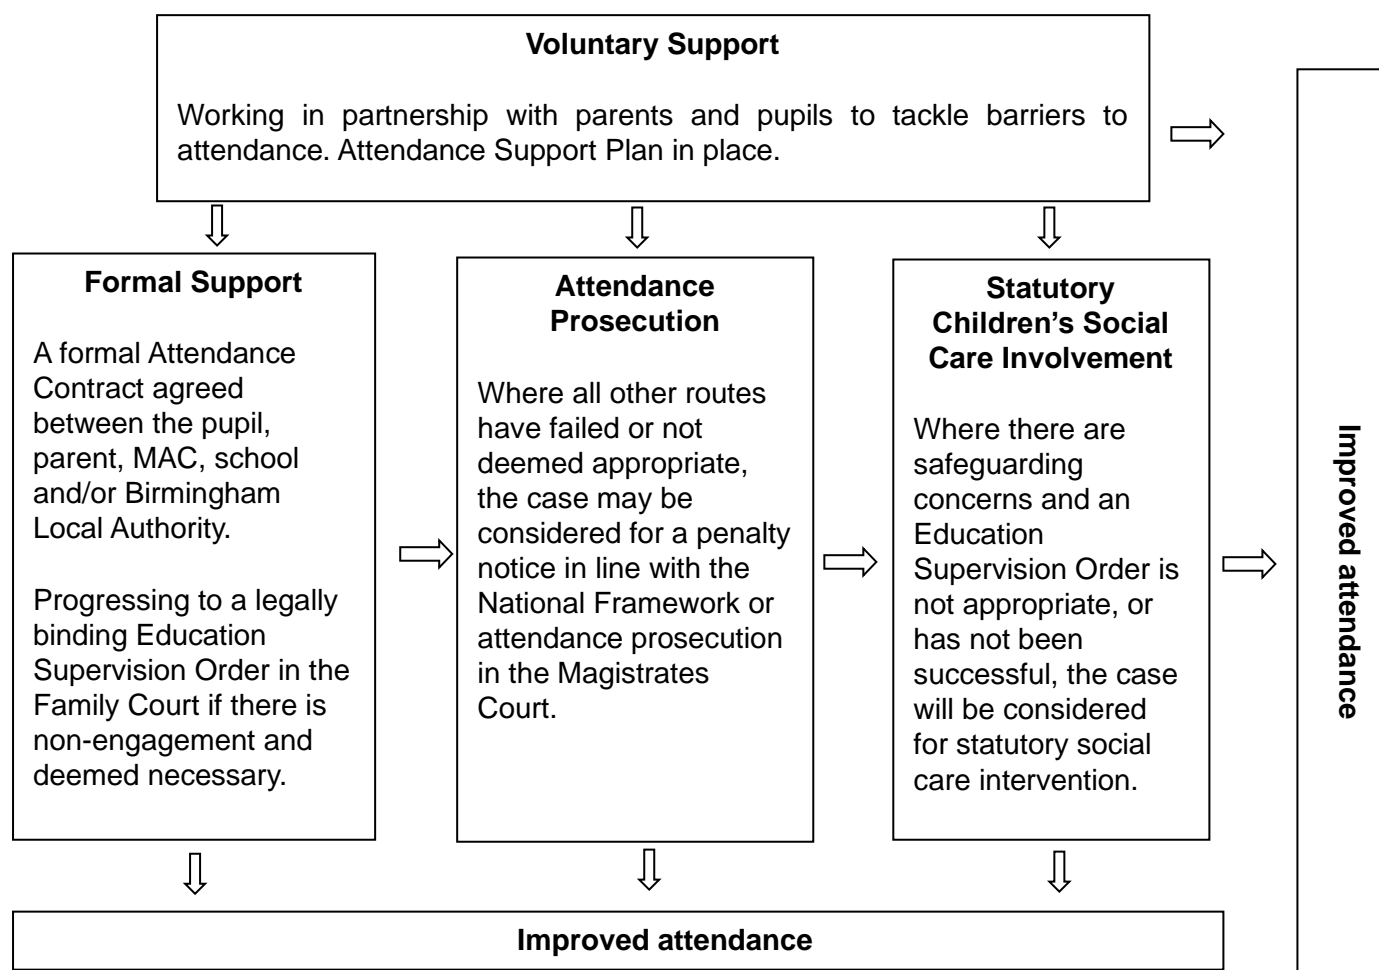 Voluntary Support
Working in partnership with parents and pupils to tackle barriers to
attendance. Attendance Support Plan in place.
Formal Support
A formal Attendance
Contract agreed
between the pupil,
parent, MAC, school
and/or Birmingham
Local Authority.
Progressing to a legally
binding Education
Supervision Order in the
Family Court if there is
non-engagement and
deemed necessary.
Attendance
Prosecution
Where all other routes
have failed or not
deemed appropriate,
the case may be
considered for a penalty
notice in line with the
National Framework or
attendance prosecution
in the Magistrates
Court.
Statutory
Children’s Social
Care Involvement
Where there are
safeguarding
concerns and an
Education
Supervision Order is
not appropriate, or
has not been
successful, the case
will be considered
for statutory social
care intervention.
Improved attendance
Improved attendance